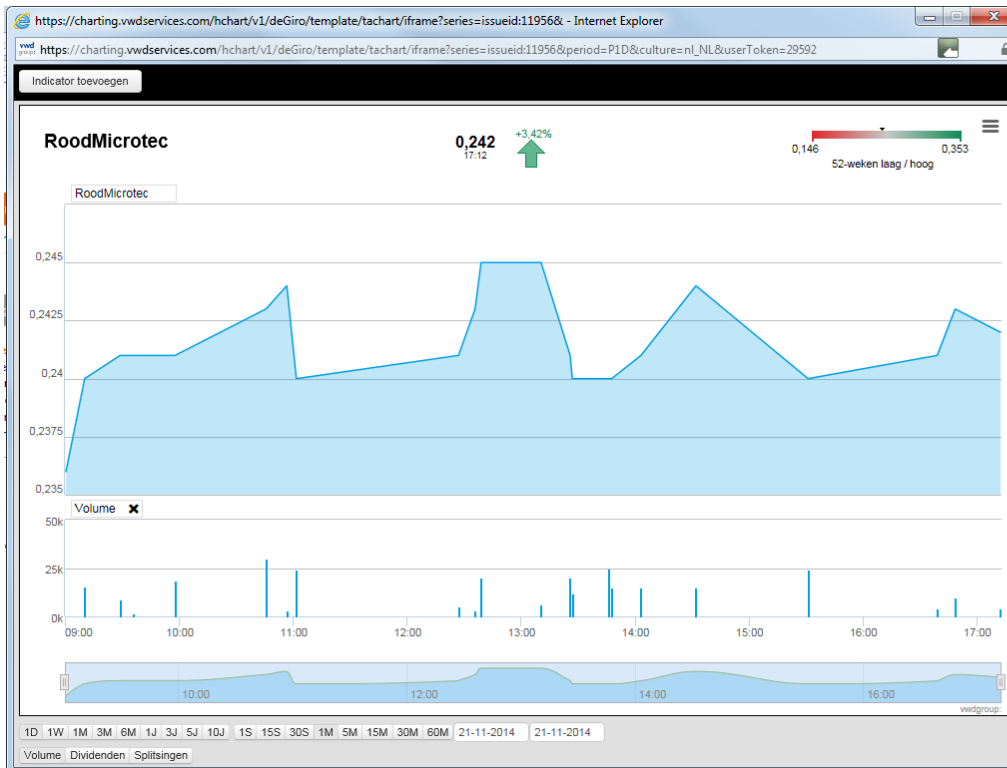 https://charting.vwdservices.com/hchart/v1/deGiro/template/tachart/iframe?series=issueid:11956& - Internet Explorer
vwd group: https://charting.vwdservices.com/hchart/v1/deGiro/template/tachart/iframe?series=issueid:11956&period=P1D&culture=nl_NL&userToken=29592
Indicator toevoegen
RoodMicrotec
0,242
17:12
+3,42%
0,146 0,353
52-weken laag / hoog
RoodMicrotec
0,245
0,2425
0,24
0,2375
0,235
Volume
50k
25k
0k
09:00 10:00 11:00 12:00 13:00 14:00 15:00 16:00 17:00
10:00 12:00 14:00 16:00
vwdgroup:
1D 1W 1M 3M 6M 1J 3J 5J 10J 1S 15S 30S 1M 5M 15M 30M 60M 21-11-2014 21-11-2014
Volume Dividenden Splitsingen